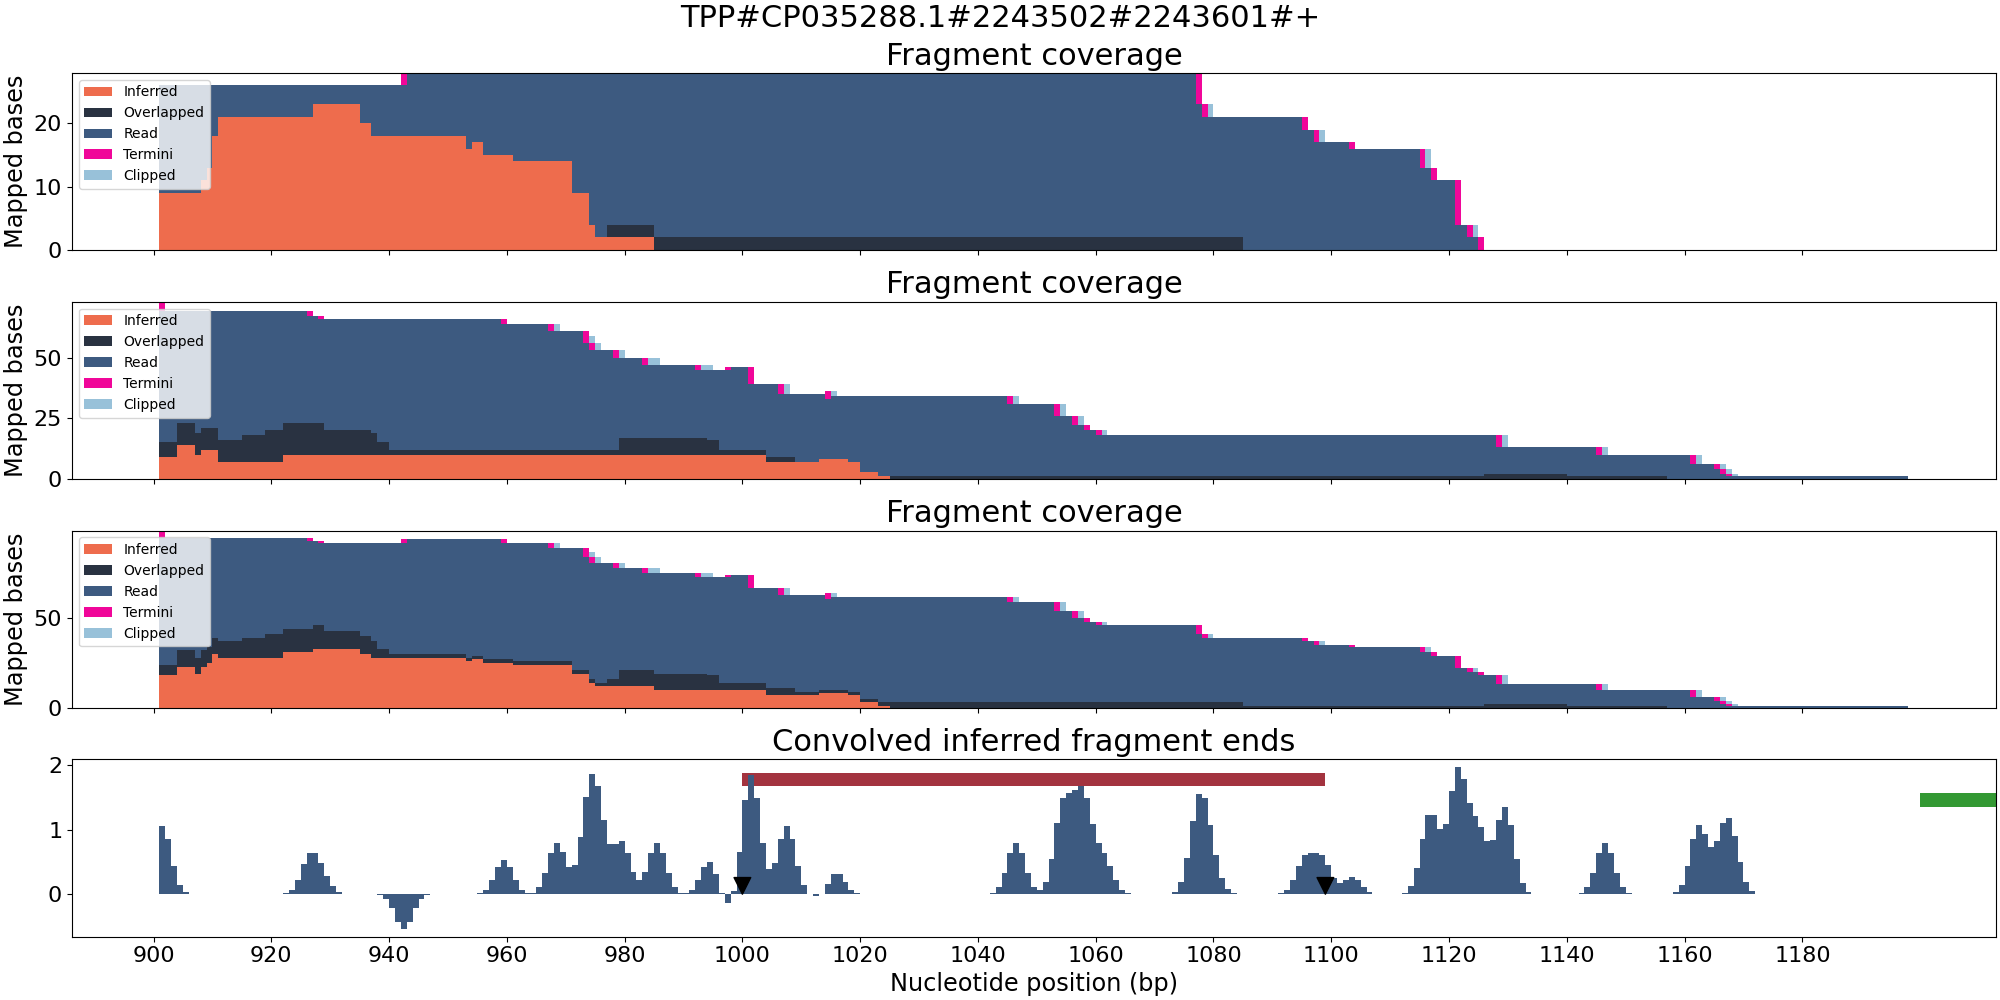 TPP#CP035288.1#2243502#2243601#+
Fragment coverage
Mapped bases
20
10
0
Inferred
Overlapped
Read
Termini
Clipped
Fragment coverage
Mapped bases
50
25
0
Inferred
Overlapped
Read
Termini
Clipped
Fragment coverage
Mapped bases
50
0
Inferred
Overlapped
Read
Termini
Clipped
Convolved inferred fragment ends
2
1
0
900 920 940 960 980 1000 1020 1040 1060 1080 1100 1120 1140 1160 1180
Nucleotide position (bp)